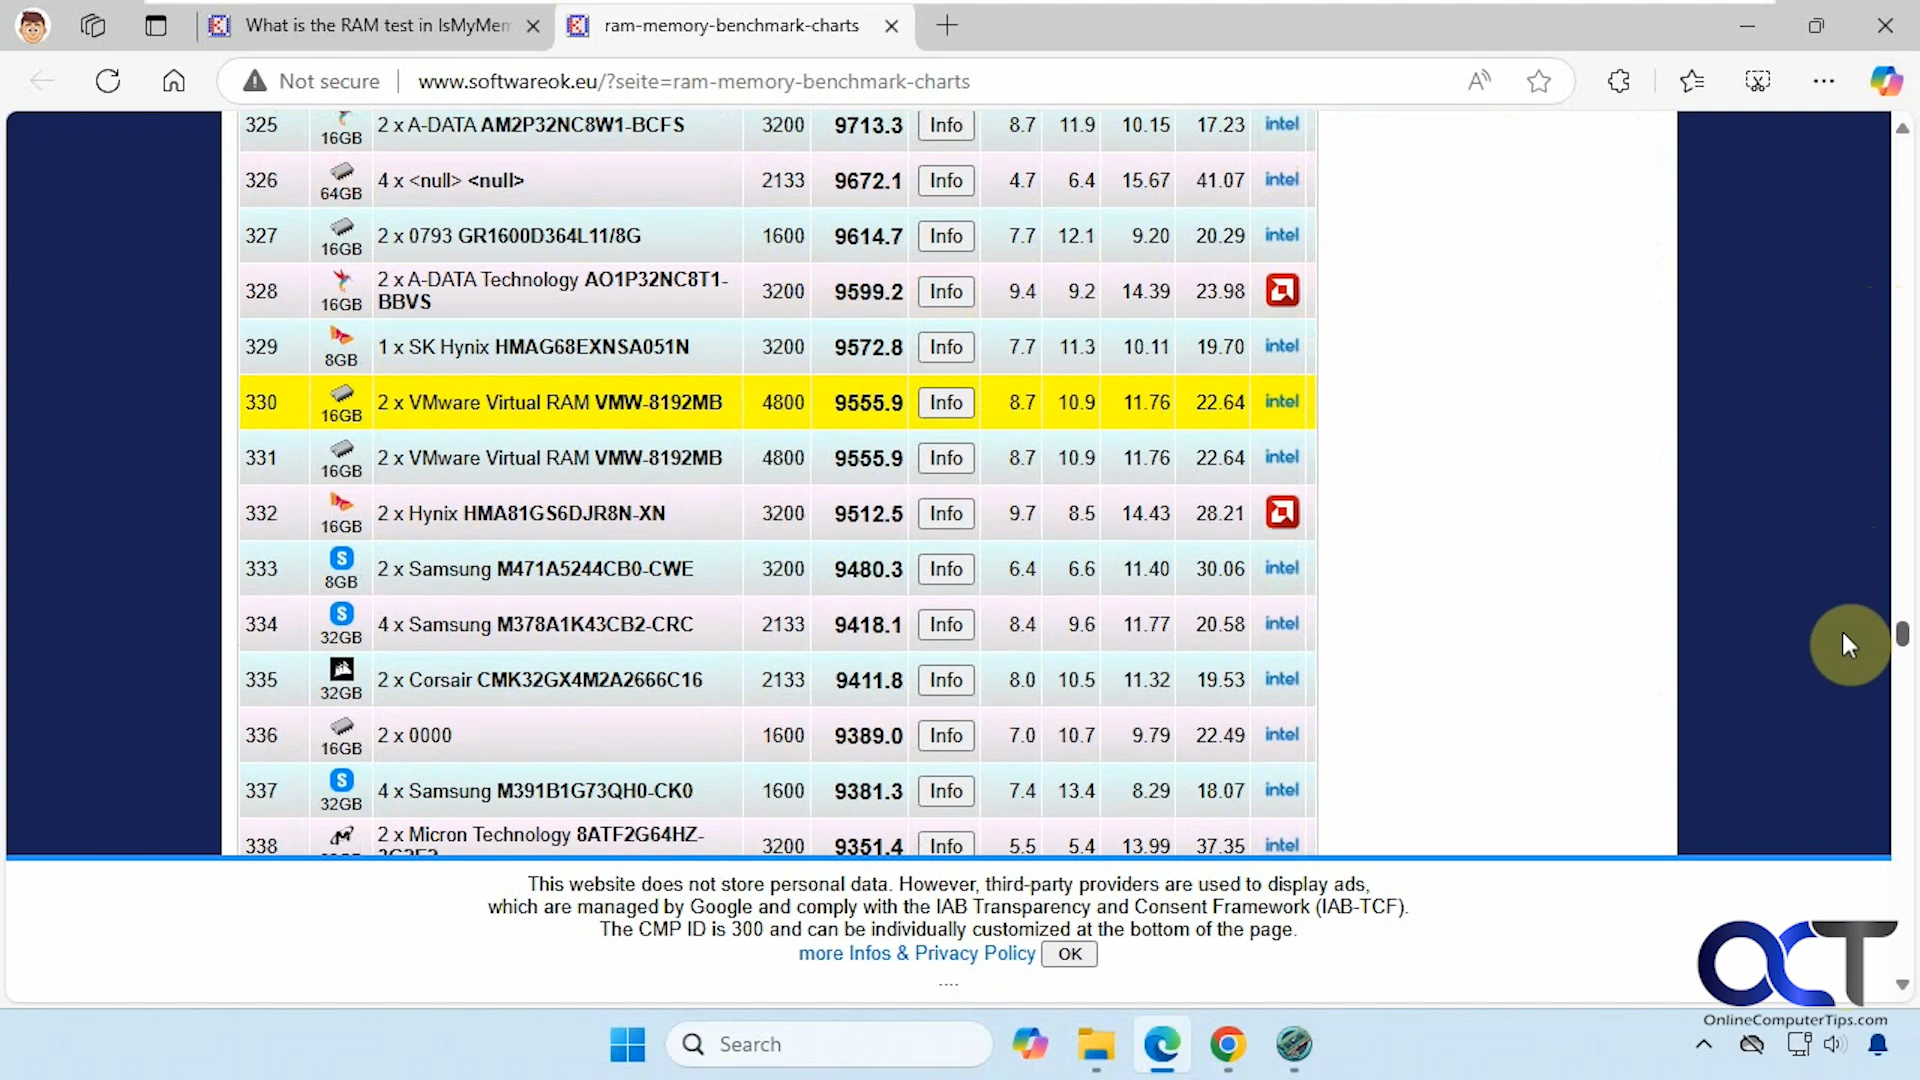 What is the RAM test in IsMyMem
ram-memory-benchmark-charts
Not secure
www.softwareok.eu/?seite=ram-memory-benchmark-charts
325 16GB 2 x A-DATA AM2P32NC8W1-BCFS 3200 9713.3 Info 8.7 11.9 10.15 17.23 intel
326 64GB 4 x <null> <null> 2133 9672.1 Info 4.7 6.4 15.67 41.07 intel
327 16GB 2 x 0793 GR1600D364L11/8G 1600 9614.7 Info 7.7 12.1 9.20 20.29 intel
328 16GB 2 x A-DATA Technology AO1P32NC8T1-
BBVS 3200 9599.2 Info 9.4 9.2 14.39 23.98
329 8GB 1 x SK Hynix HMAG68EXNSA051N 3200 9572.8 Info 7.7 11.3 10.11 19.70 intel
330 16GB 2 x VMware Virtual RAM VMW-8192MB 4800 9555.9 Info 8.7 10.9 11.76 22.64 intel
331 16GB 2 x VMware Virtual RAM VMW-8192MB 4800 9555.9 Info 8.7 10.9 11.76 22.64 intel
332 16GB 2 x Hynix HMA81GS6DJR8N-XN 3200 9512.5 Info 9.7 8.5 14.43 28.21
333 8GB 2 x Samsung M471A5244CB0-CWE 3200 9480.3 Info 6.4 6.6 11.40 30.06 intel
334 32GB 4 x Samsung M378A1K43CB2-CRC 2133 9418.1 Info 8.4 9.6 11.77 20.58 intel
335 32GB 2 x Corsair CMK32GX4M2A2666C16 2133 9411.8 Info 8.0 10.5 11.32 19.53 intel
336 16GB 2 x 0000 1600 9389.0 Info 7.0 10.7 9.79 22.49 intel
337 32GB 4 x Samsung M391B1G73QH0-CK0 1600 9381.3 Info 7.4 13.4 8.29 18.07 intel
338 2 x Micron Technology 8ATF2G64HZ- 3200 9351.4 Info 5.5 5.4 13.99 37.35 intel
This website does not store personal data. However, third-party providers are used to display ads,
which are managed by Google and comply with the IAB Transparency and Consent Framework (IAB-TCF).
The CMP ID is 300 and can be individually customized at the bottom of the page.
more Infos & Privacy Policy OK
....
OCT
OnlineComputerTips.com
Search